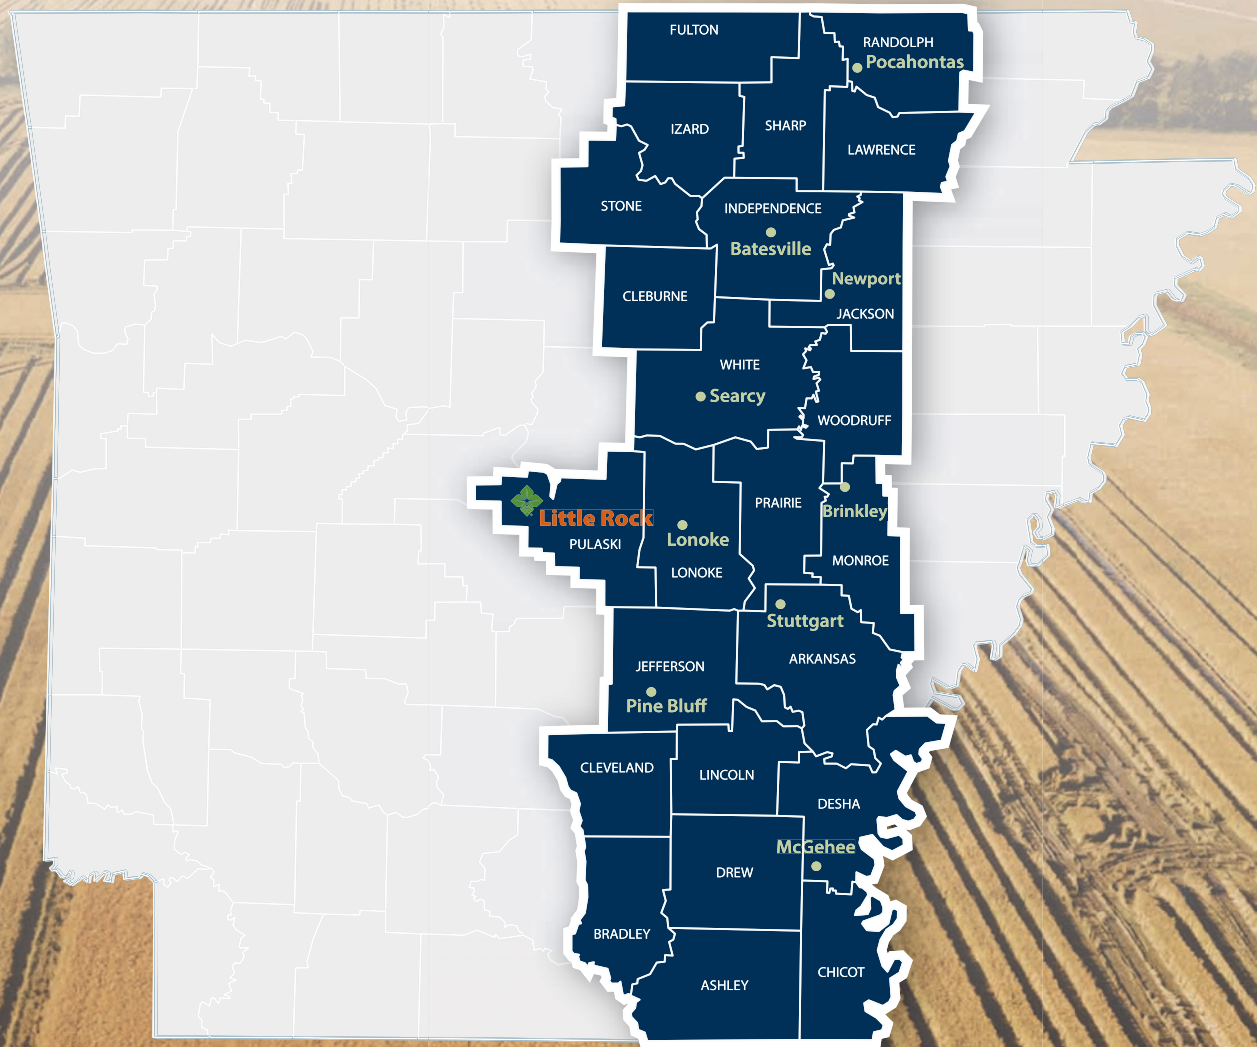 FULTON
RANDOLPH
Pocahontas
IZARD
SHARP
LAWRENCE
STONE
INDEPENDENCE
Batesville
Newport
CLEBURNE
JACKSON
WHITE
Searcy
WOODRUFF
PRAIRIE
Brinkley
Little Rock
PULASKI
Lonoke
LONOKE
MONROE
Stuttgart
ARKANSAS
JEFFERSON
Pine Bluff
CLEVELAND
LINCOLN
DESHA
McGehee
DREW
BRADLEY
CHICOT
ASHLEY